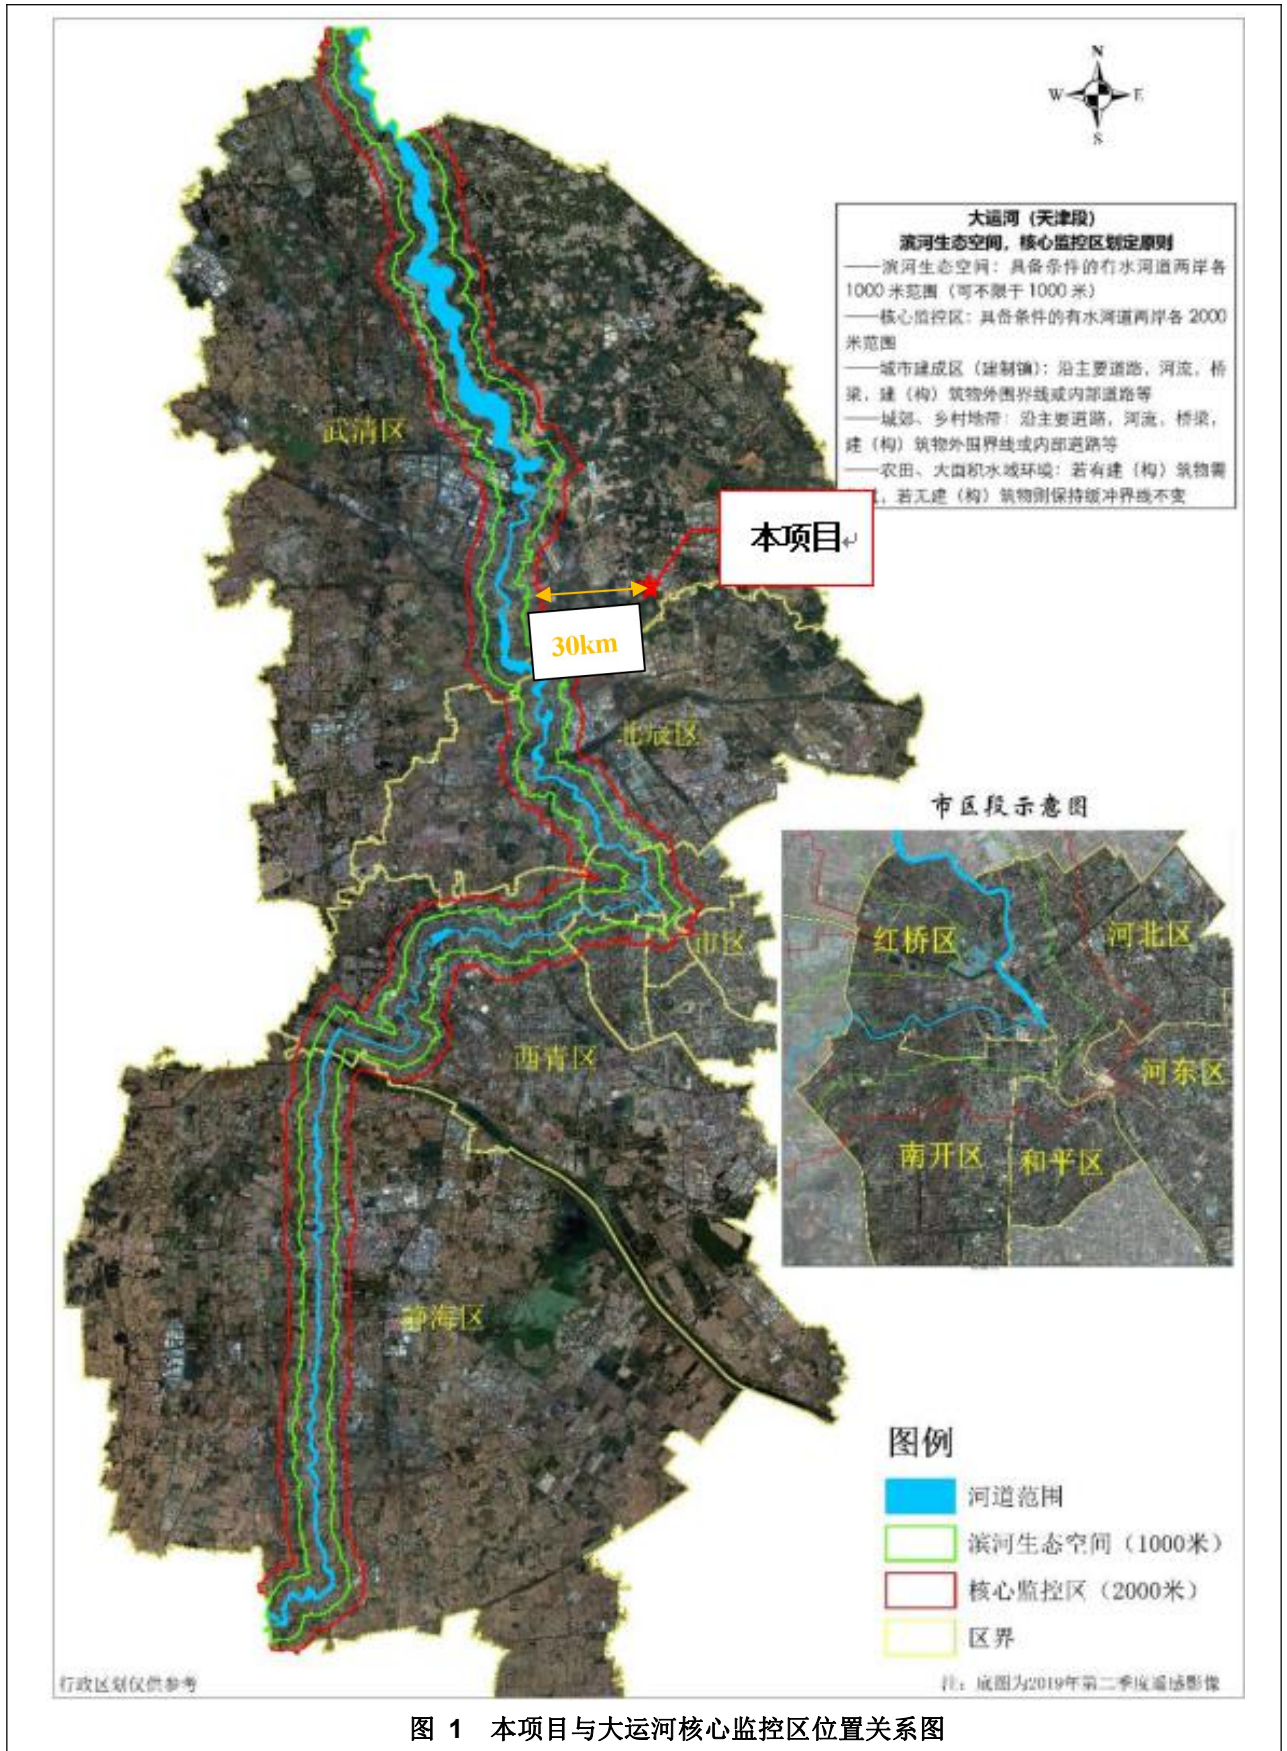 N
W
E
S
大运河（天津段）
滨河生态空间，核心监控区划定原则
——滨河生态空间：具备条件的有水河道两岸各
1000 米范围（可不限于 1000 米）
——核心监控区：具备条件的有水河道两岸各 2000
米范围
——城市建成区（建制镇）：沿主要道路，河流，桥
梁，建（构）筑物外围界线或内部道路等
——城郊、乡村地带：沿主要道路，河流，桥梁，
建（构）筑物外围界线或内部道路等
——农田、大面积水域环境：若有建（构）筑物需
，若无建（构）筑物则保持缓冲界线不变
武清区
本项目
30km
北辰区
市区段示意图
红桥区
河北区
市区
河东区
西青区
南开区
和平区
静海区
图例
河道范围
滨河生态空间（1000米）
核心监控区（2000米）
区界
行政区划仅供参考
注：底图为2019年第二季度遥感影像
图 1 本项目与大运河核心监控区位置关系图